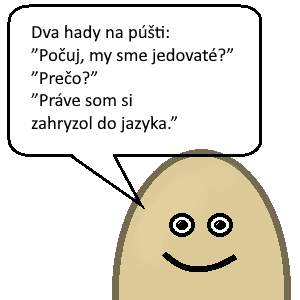 Dva hady na púšti:
”Počuj, my sme jedovaté?”
”Prečo?”
”Práve som si
zahryzol do jazyka.”